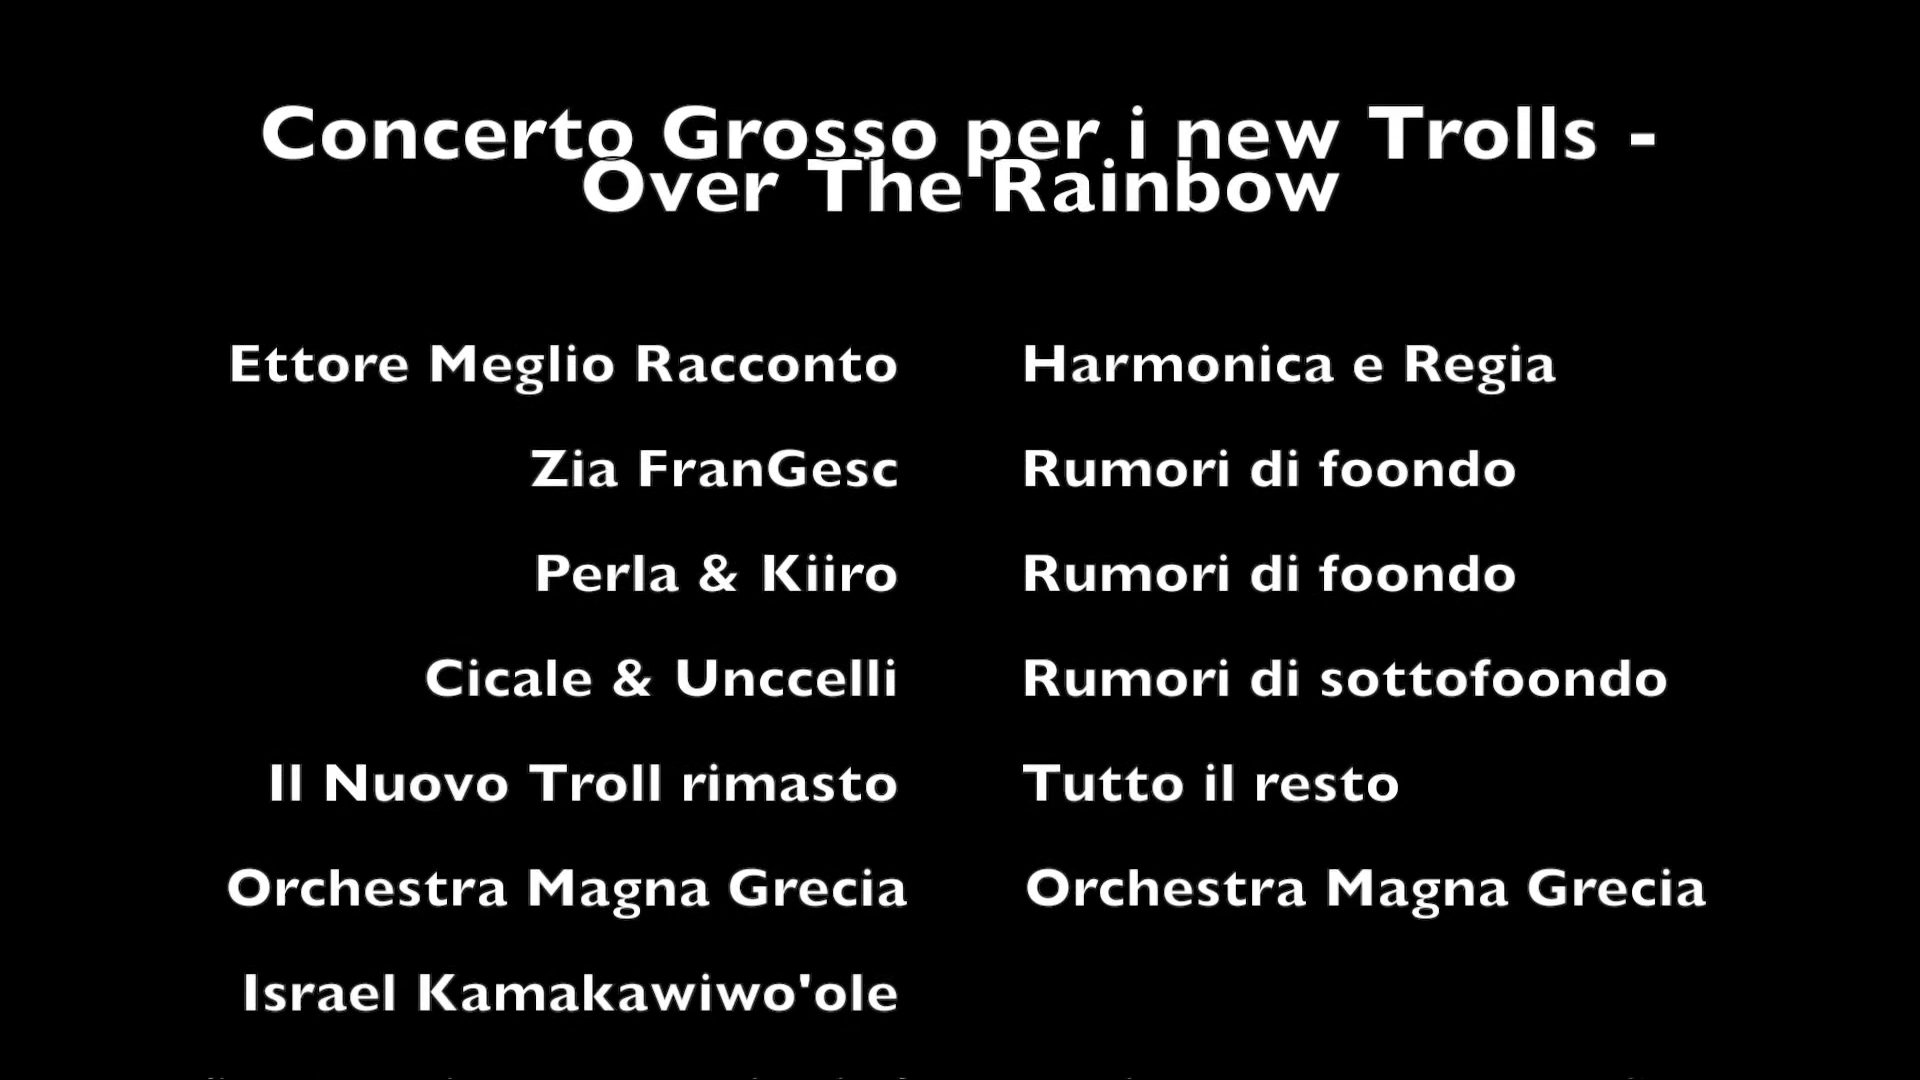 Concerto Grosso per i new Trolls -
Over The Rainbow
Ettore Meglio Racconto Harmonica e Regia
Zia FranGesc Rumori di foondo
Perla & Kiiro Rumori di foondo
Cicale & Unccelli Rumori di sottofoondo
Il Nuovo Troll rimasto Tutto il resto
Orchestra Magna Grecia Orchestra Magna Grecia
Israel Kamakawiwo'ole